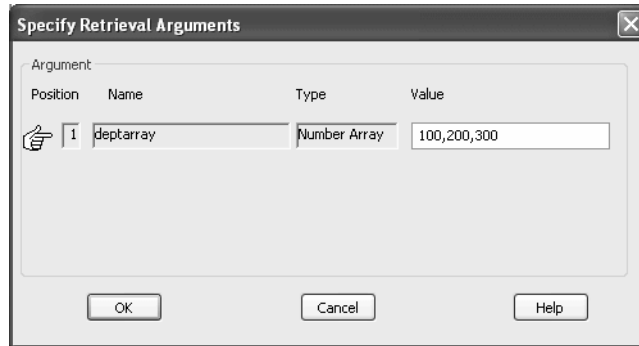 Specify Retrieval Arguments
Argument
Position Name Type Value
1 deptarray Number Array 100,200,300
OK Cancel Help